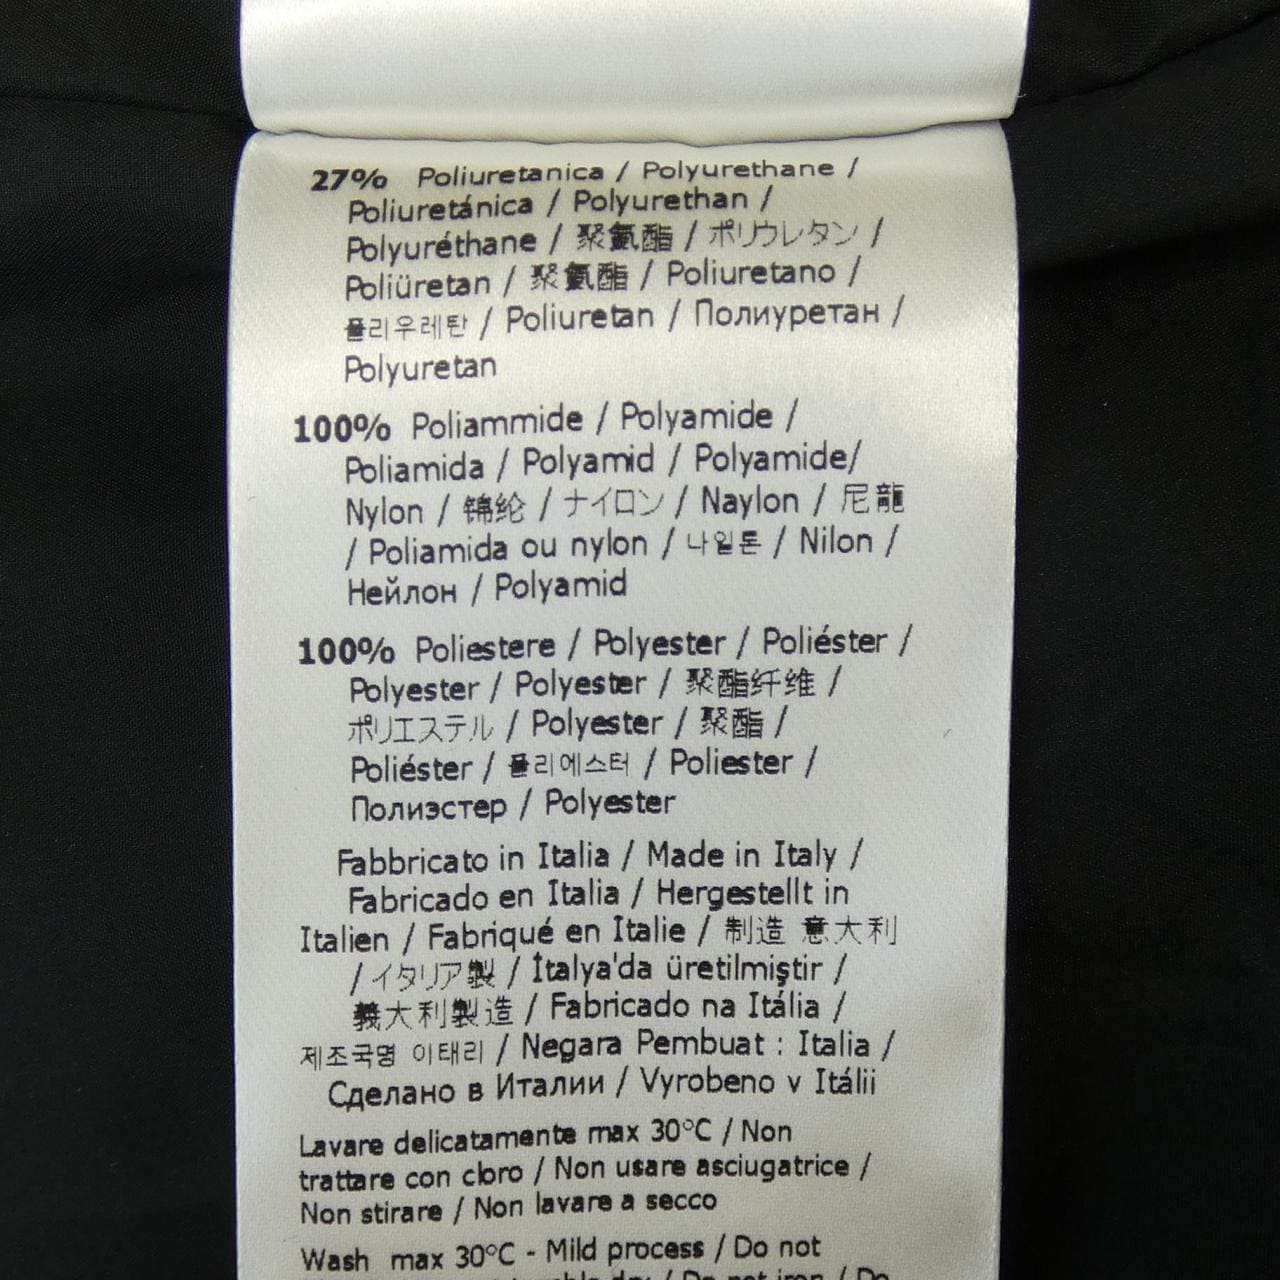 27% Poliuretanica / Polyurethane /
Poliuretánica / Polyurethan /
Polyuréthane / 聚氨酯 / ポリウレタン /
Poliüretan / 聚氨酯 / Poliuretano /
폴리우레탄 / Poliuretan / Полиуретан /
Polyuretan
100% Poliammide / Polyamide /
Poliamida / Polyamid / Polyamide/
Nylon / 锦纶 / ナイロン / Naylon / 尼龍
/ Poliamida ou nylon / 나일론 / Nilon /
Нейлон / Polyamid
100% Poliestere / Polyester / Poliéster /
Polyester / Polyester / 聚酯纤维 /
ポリエステル / Polyester / 聚酯 /
Poliéster / 폴리에스터 / Poliester /
Полиэстер / Polyester
Fabbricato in Italia / Made in Italy /
Fabricado en Italia / Hergestellt in
Italien / Fabriqué en Italie / 制造 意大利
/ イタリア製 / İtalya'da üretilmiştir /
義大利製造 / Fabricado na Itália /
제조국명 이태리 / Negara Pembuat : Italia /
Сделано в Италии / Vyrobeno v Itálii
Lavare delicatamente max 30°C / Non
trattare con cloro / Non usare asciugatrice /
Non stirare / Non lavare a secco
Wash max 30°C - Mild process / Do not
dry / Do not iron / Do